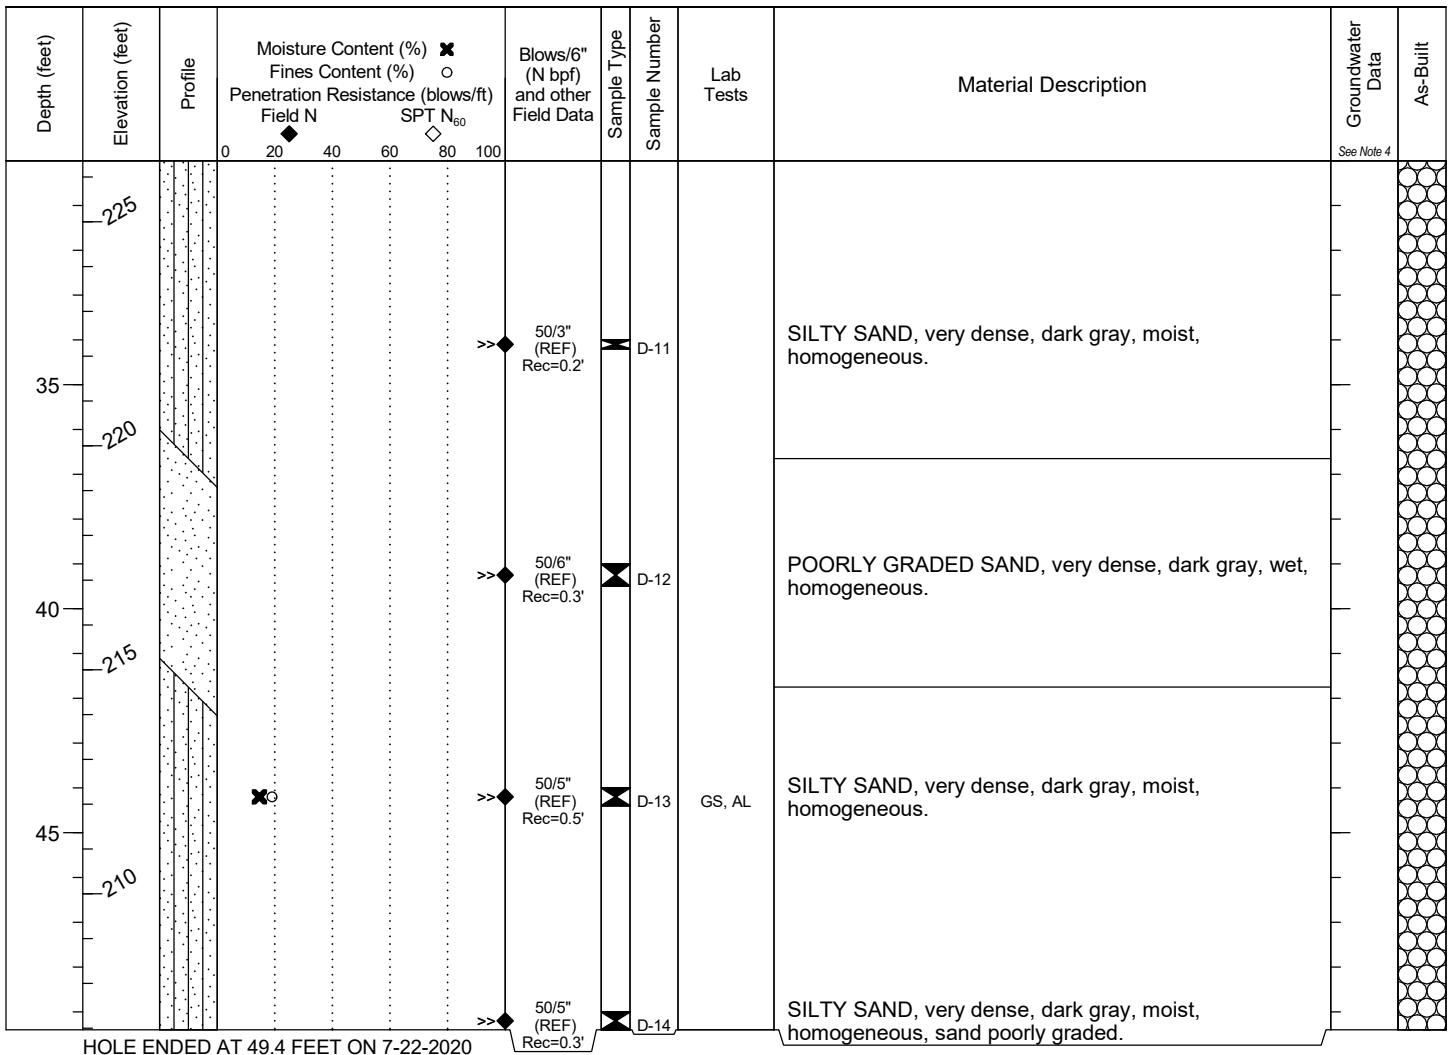 Depth (feet)
Elevation (feet)
Profile
Moisture Content (%)
Fines Content (%)
Penetration Resistance (blows/ft)
Field N
SPT N60
0 20 40 60 80 100
Blows/6"
(N bpf)
and other
Field Data
Sample Type
Sample Number
Lab
Tests
Material Description
Groundwater
Data
See Note 4
As-Built
225
>>
50/3"
(REF)
Rec=0.2'
D-11
SILTY SAND, very dense, dark gray, moist,
homogeneous.
35
220
>>
50/6"
(REF)
Rec=0.3'
D-12
POORLY GRADED SAND, very dense, dark gray, wet,
homogeneous.
40
215
>>
50/5"
(REF)
Rec=0.5'
D-13
GS, AL
SILTY SAND, very dense, dark gray, moist,
homogeneous.
45
210
>>
50/5"
(REF)
Rec=0.3'
D-14
SILTY SAND, very dense, dark gray, moist,
homogeneous, sand poorly graded.
HOLE ENDED AT 49.4 FEET ON 7-22-2020